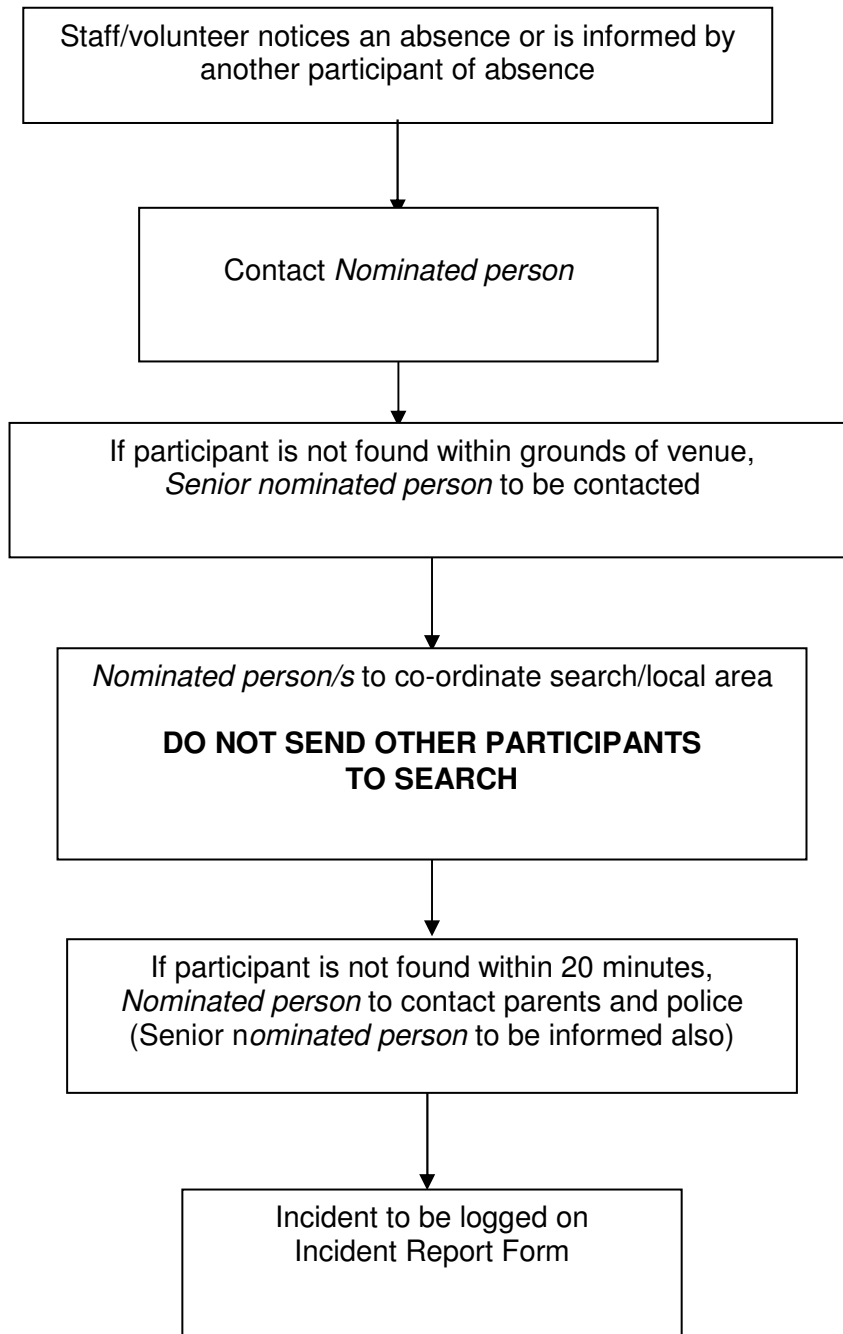 Staff/volunteer notices an absence or is informed by
another participant of absence
Contact Nominated person
If participant is not found within grounds of venue,
Senior nominated person to be contacted
Nominated person/s to co-ordinate search/local area
DO NOT SEND OTHER PARTICIPANTS
TO SEARCH
If participant is not found within 20 minutes,
Nominated person to contact parents and police
(Senior nominated person to be informed also)
Incident to be logged on
Incident Report Form